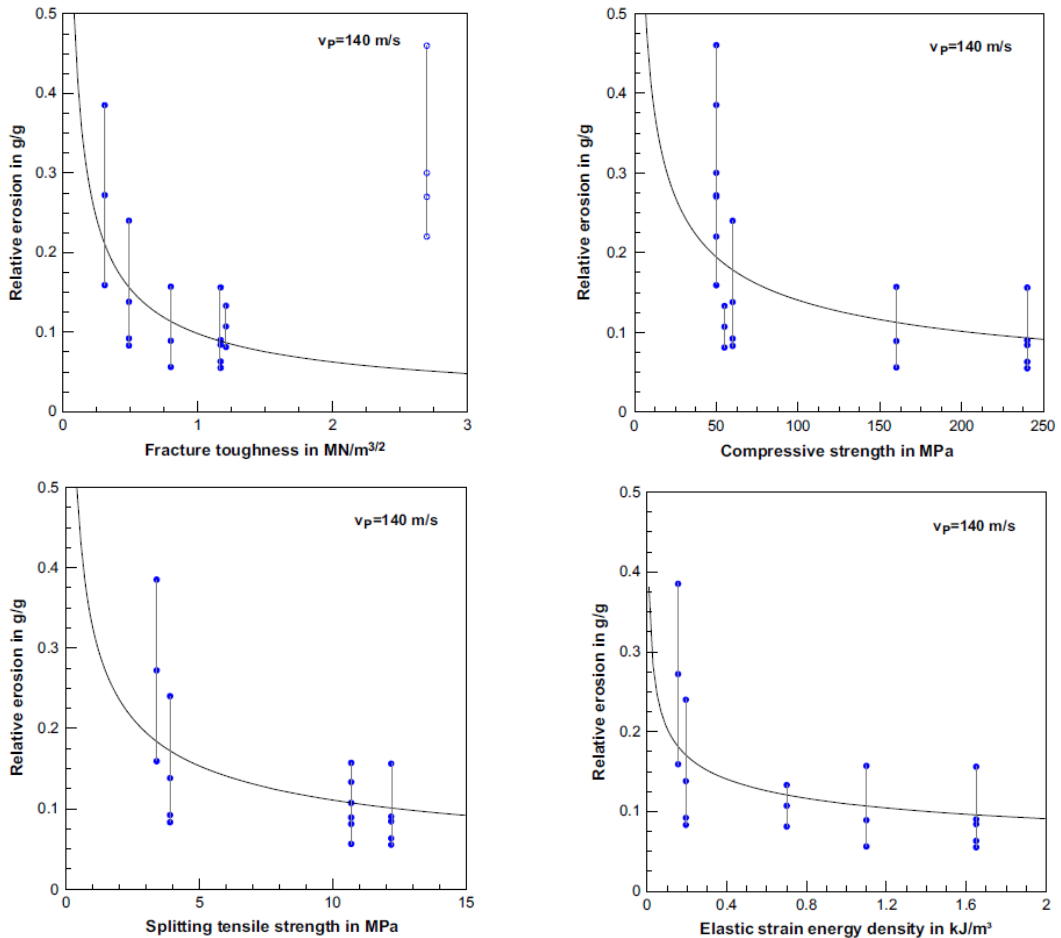 0.5
v_P=140 m/s
0.4
0.3
0.2
0.1
0
0 1 2 3
Relative erosion in g/g
Fracture toughness in MN/m^3/2
0.5
v_P=140 m/s
0.4
0.3
0.2
0.1
0
0 50 100 150 200 250
Relative erosion in g/g
Compressive strength in MPa
0.5
v_P=140 m/s
0.4
0.3
0.2
0.1
0
0 5 10 15
Relative erosion in g/g
Splitting tensile strength in MPa
0.5
v_P=140 m/s
0.4
0.3
0.2
0.1
0
0 0.4 0.8 1.2 1.6 2
Relative erosion in g/g
Elastic strain energy density in kJ/m³